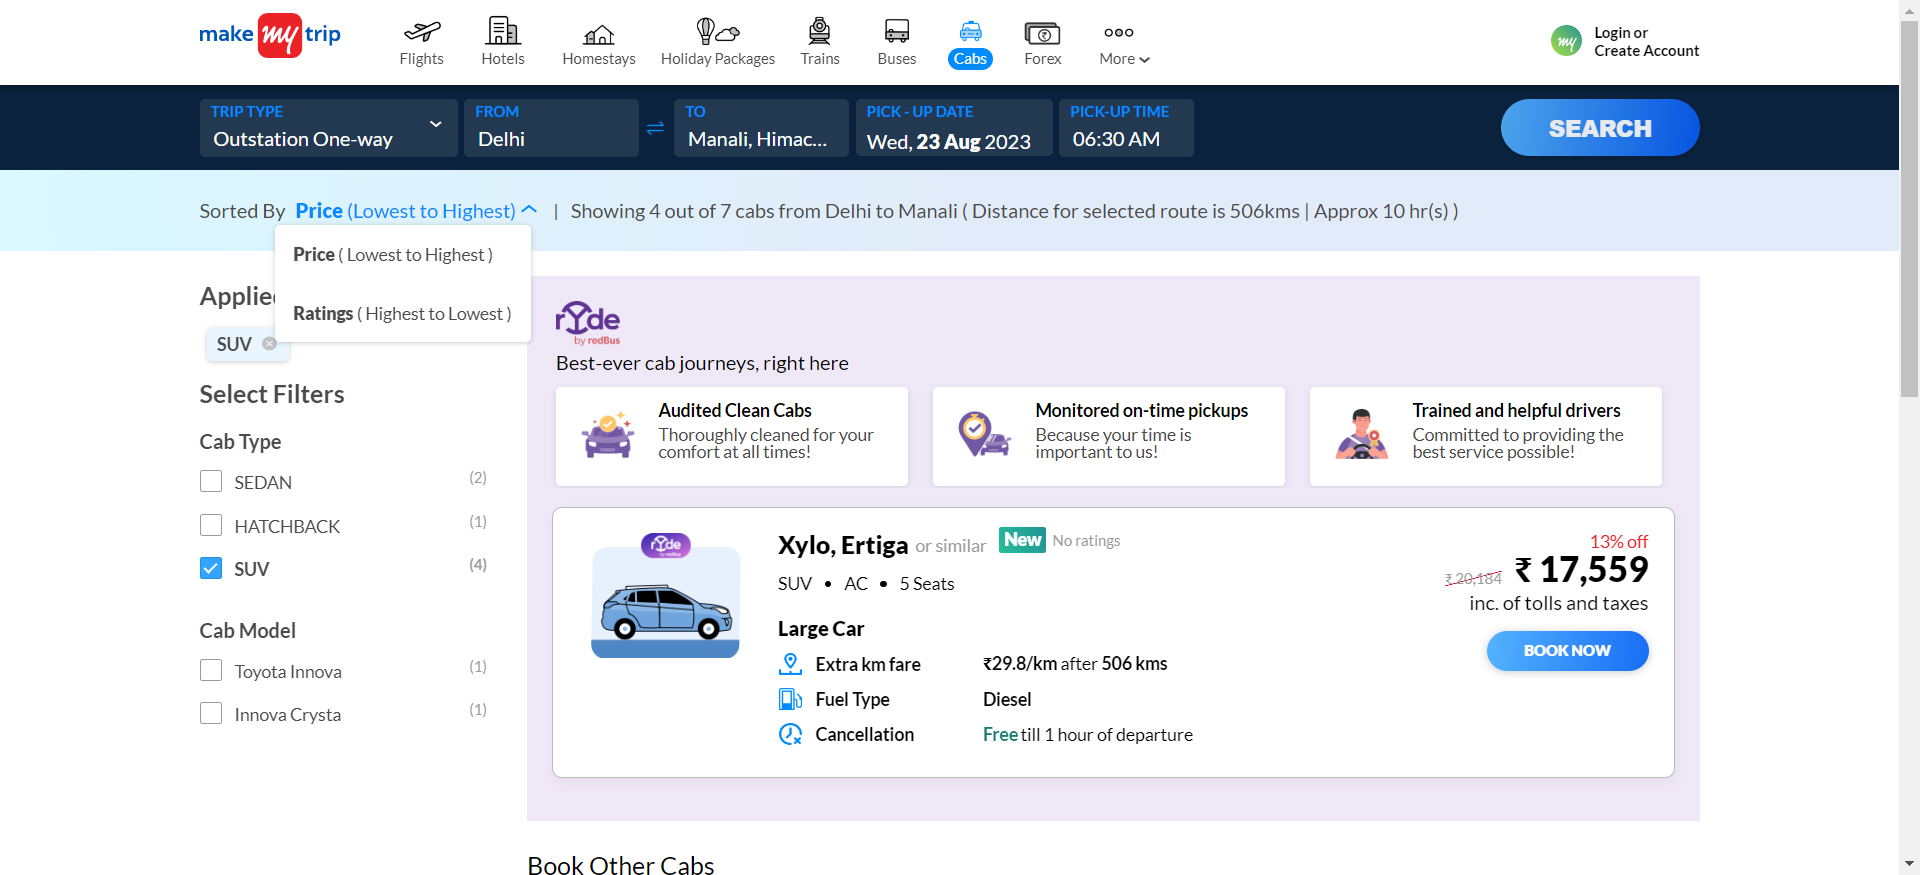 make my trip
Flights
Hotels
Homestays
Holiday Packages
Trains
Buses
Cabs
Forex
More
my
Login or
Create Account
TRIP TYPE
Outstation One-way
FROM
Delhi
TO
Manali, Himac...
PICK - UP DATE
Wed, 23 Aug 2023
PICK-UP TIME
06:30 AM
SEARCH
Sorted By Price (Lowest to Highest) | Showing 4 out of 7 cabs from Delhi to Manali ( Distance for selected route is 506kms | Approx 10 hr(s) )
Price ( Lowest to Highest )
Ratings ( Highest to Lowest )
Applied
SUV
Select Filters
Cab Type
SEDAN (2)
HATCHBACK (1)
SUV (4)
Cab Model
Toyota Innova (1)
Innova Crysta (1)
rYde
by redBus
Best-ever cab journeys, right here
Audited Clean Cabs
Thoroughly cleaned for your
comfort at all times!
Monitored on-time pickups
Because your time is
important to us!
Trained and helpful drivers
Committed to providing the
best service possible!
rYde
Xylo, Ertiga or similar New No ratings
SUV • AC • 5 Seats
Large Car
Extra km fare ₹29.8/km after 506 kms
Fuel Type Diesel
Cancellation Free till 1 hour of departure
13% off
₹ 20,184 ₹ 17,559
inc. of tolls and taxes
BOOK NOW
Book Other Cabs